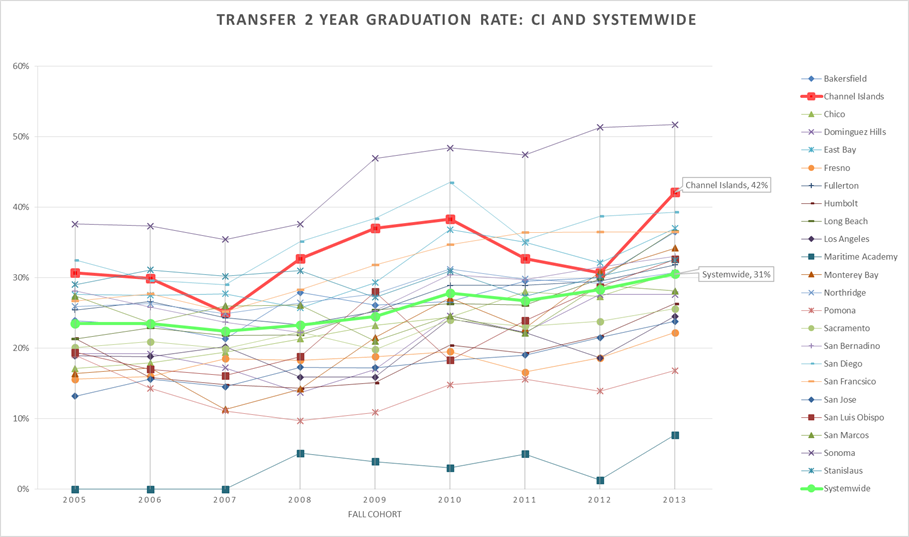 TRANSFER 2 YEAR GRADUATION RATE: CI AND SYSTEMWIDE
60%
50%
40%
30%
20%
10%
0%
2005 2006 2007 2008 2009 2010 2011 2012 2013
FALL COHORT
Channel Islands, 42%
Systemwide, 31%
Bakersfield
Channel Islands
Chico
Dominguez Hills
East Bay
Fresno
Fullerton
Humbolt
Long Beach
Los Angeles
Maritime Academy
Monterey Bay
Northridge
Pomona
Sacramento
San Bernadino
San Diego
San Francsico
San Jose
San Luis Obispo
San Marcos
Sonoma
Stanislaus
Systemwide